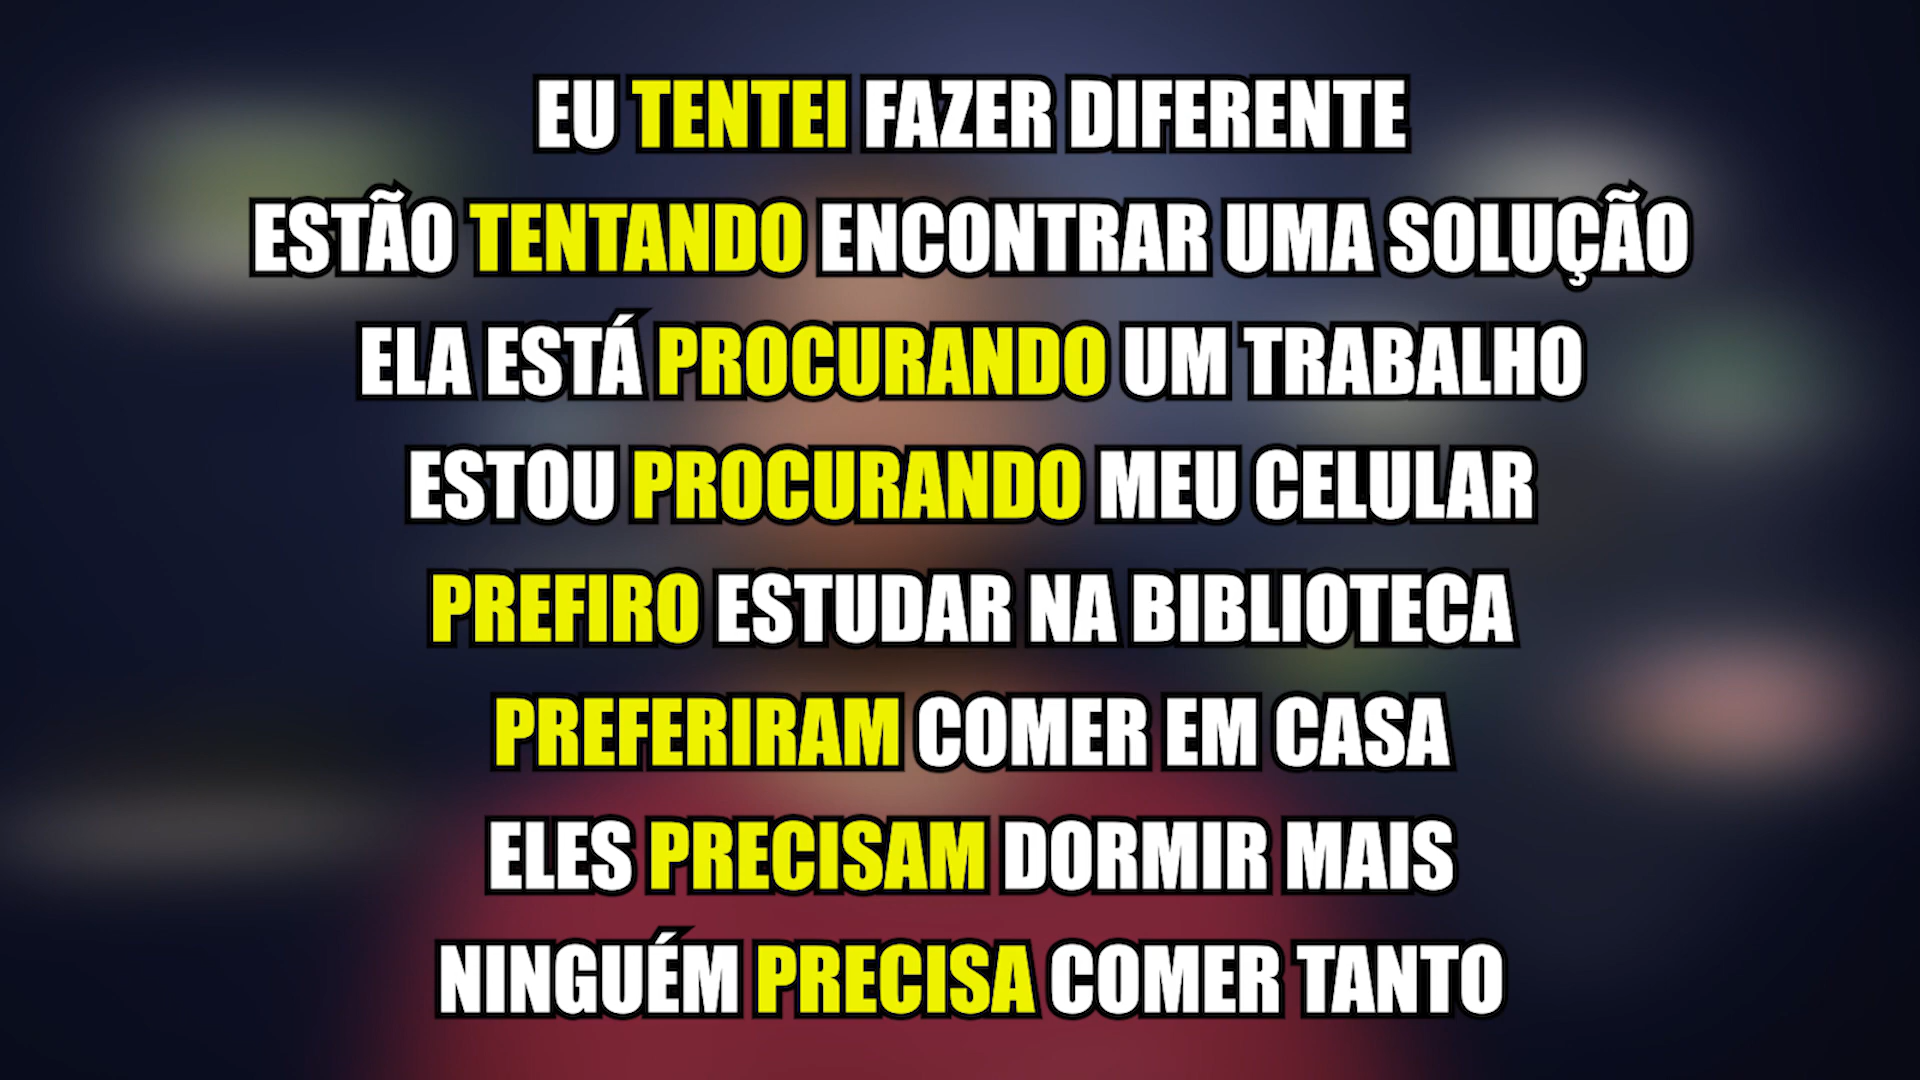 EU TENTEI FAZER DIFERENTE
ESTÃO TENTANDO ENCONTRAR UMA SOLUÇÃO
ELA ESTÁ PROCURANDO UM TRABALHO
ESTOU PROCURANDO MEU CELULAR
PREFIRO ESTUDAR NA BIBLIOTECA
PREFERIRAM COMER EM CASA
ELES PRECISAM DORMIR MAIS
NINGUÉM PRECISA COMER TANTO